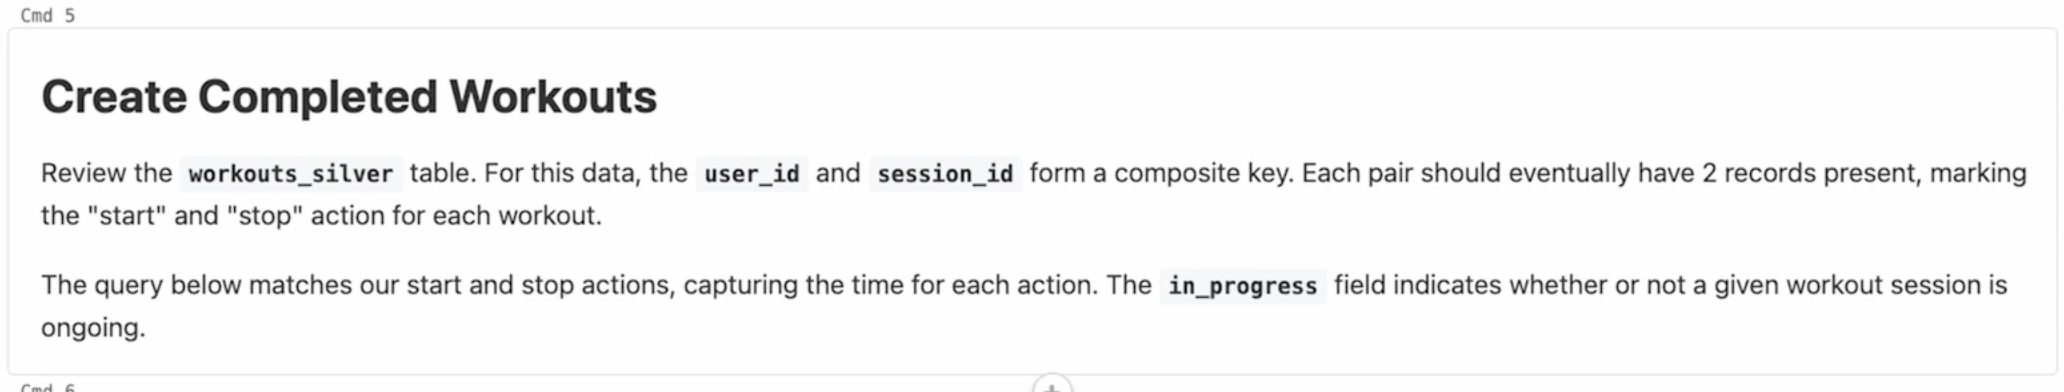 Cmd 5
Create Completed Workouts
Review the workouts_silver table. For this data, the user_id and session_id form a composite key. Each pair should eventually have 2 records present, marking
the "start" and "stop" action for each workout.
The query below matches our start and stop actions, capturing the time for each action. The in_progress field indicates whether or not a given workout session is
ongoing.
Cmd 6